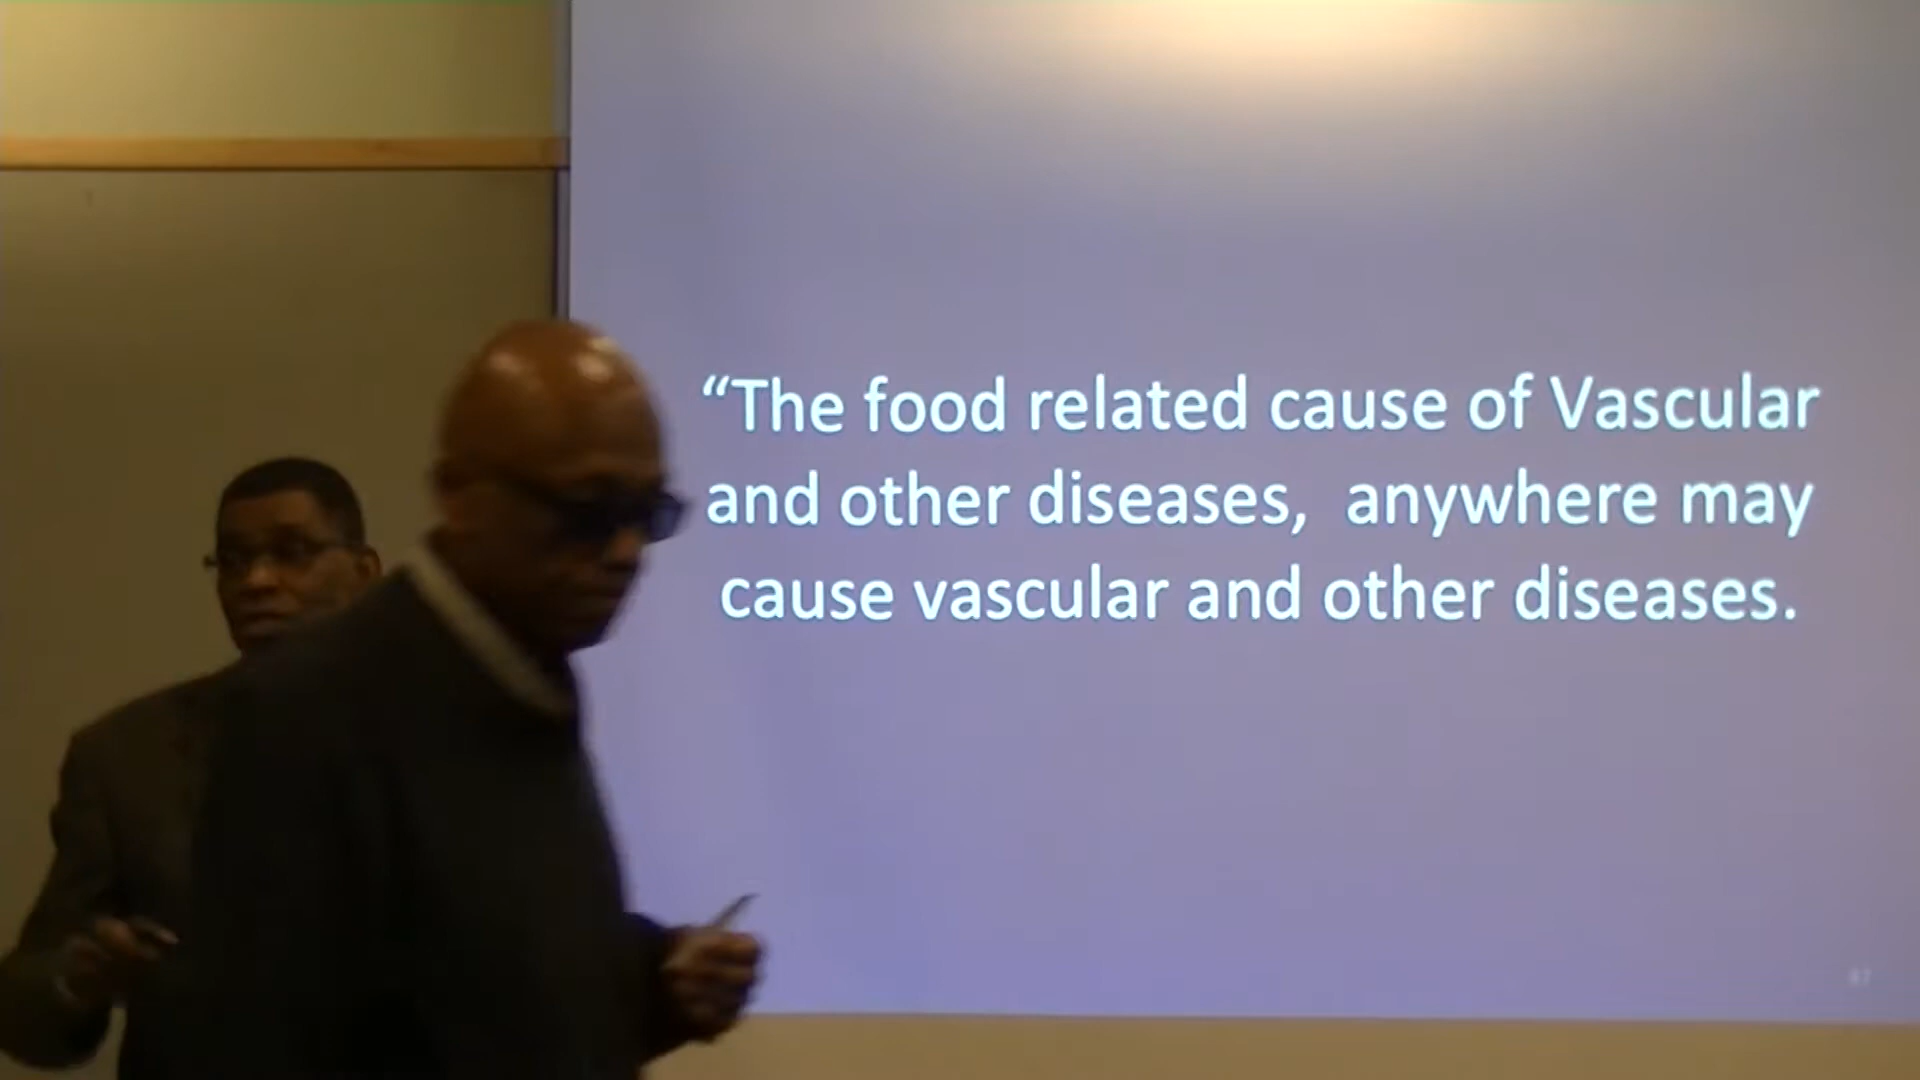 “The food related cause of Vascular
and other diseases,  anywhere may
cause vascular and other diseases.